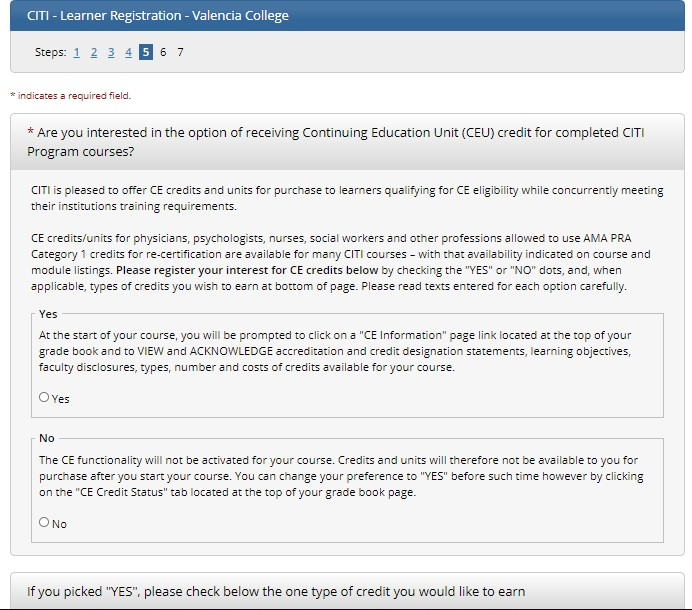 CITI - Learner Registration - Valencia College
Steps: 1 2 3 4 5 6 7
* indicates a required field.
* Are you interested in the option of receiving Continuing Education Unit (CEU) credit for completed CITI
Program courses?
CITI is pleased to offer CE credits and units for purchase to learners qualifying for CE eligibility while concurrently meeting
their institutions training requirements.
CE credits/units for physicians, psychologists, nurses, social workers and other professions allowed to use AMA PRA
Category 1 credits for re-certification are available for many CITI courses – with that availability indicated on course and
module listings. Please register your interest for CE credits below by checking the "YES" or "NO" dots, and, when
applicable, types of credits you wish to earn at bottom of page. Please read texts entered for each option carefully.
Yes
At the start of your course, you will be prompted to click on a "CE Information" page link located at the top of your
grade book and to VIEW and ACKNOWLEDGE accreditation and credit designation statements, learning objectives,
faculty disclosures, types, number and costs of credits available for your course.
Yes
No
The CE functionality will not be activated for your course. Credits and units will therefore not be available to you for
purchase after you start your course. You can change your preference to "YES" before such time however by clicking
on the "CE Credit Status" tab located at the top of your grade book page.
No
If you picked "YES", please check below the one type of credit you would like to earn